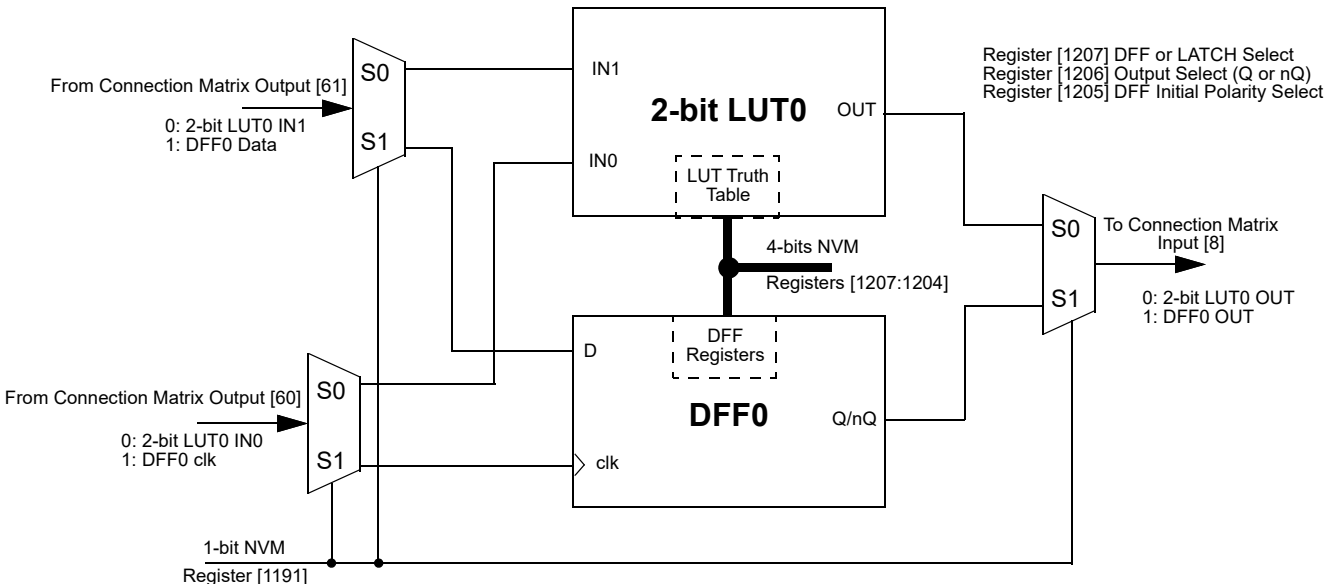 Register [1207] DFF or LATCH Select
Register [1206] Output Select (Q or nQ)
Register [1205] DFF Initial Polarity Select
From Connection Matrix Output [61]
0: 2-bit LUT0 IN1
1: DFF0 Data
S0
S1
IN1
IN0
2-bit LUT0
OUT
LUT Truth
Table
4-bits NVM
Registers [1207:1204]
S0
S1
To Connection Matrix
Input [8]
0: 2-bit LUT0 OUT
1: DFF0 OUT
DFF
Registers
D
DFF0
Q/nQ
clk
From Connection Matrix Output [60]
0: 2-bit LUT0 IN0
1: DFF0 clk
S0
S1
1-bit NVM
Register [1191]